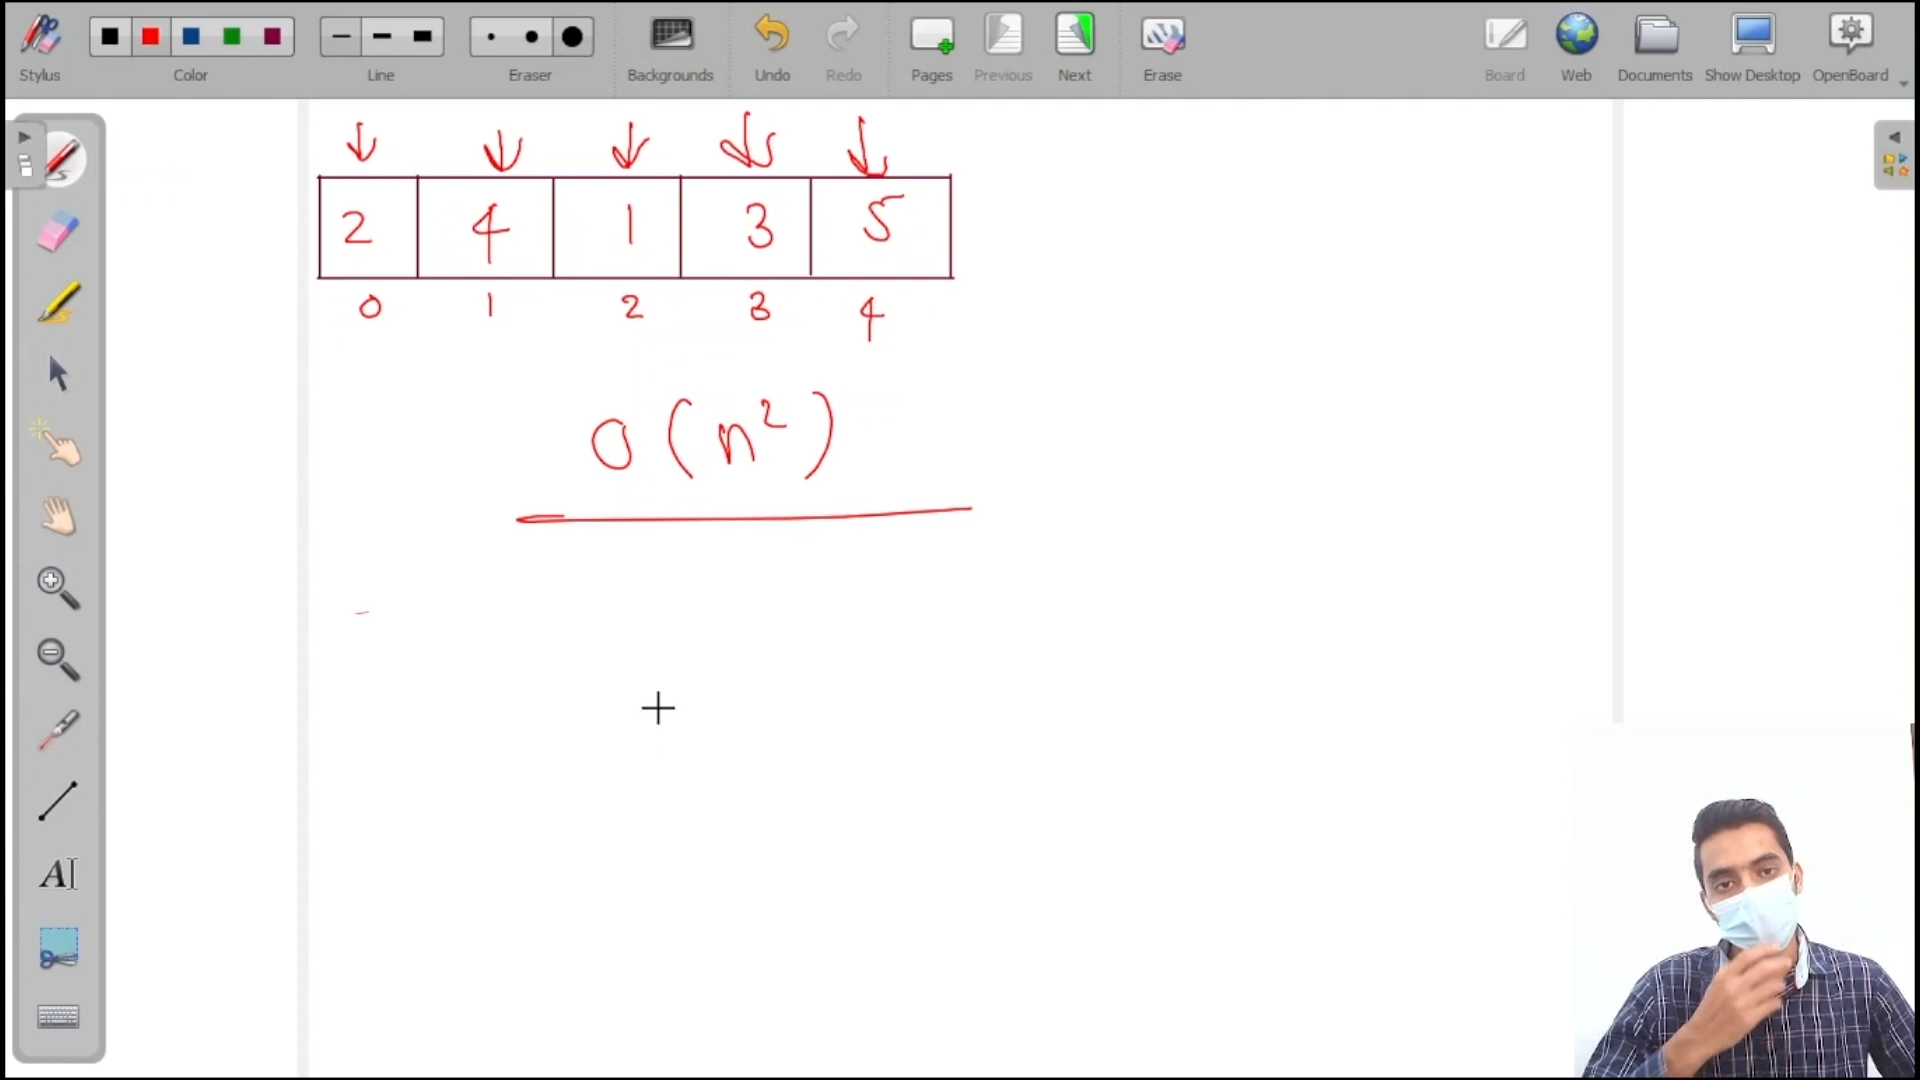 Stylus Color Line Eraser Backgrounds Undo Redo Pages Previous Next Erase Board Web Documents Show Desktop OpenBoard
2 4 1 3 5
0 1 2 3 4
O(n²)
A